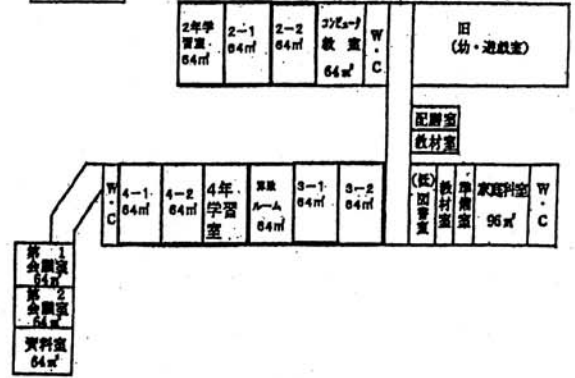 2年学
習室
64㎡
2-1
64㎡
2-2
64㎡
コンピュータ
教室
64㎡
W・C
旧
(幼・遊戯室)
配膳室
教材室
W・C
4-1
64㎡
4-2
64㎡
4年
学習
室
算数
ルーム
64㎡
3-1
64㎡
3-2
64㎡
(低)図書室
教材室
準備室
家庭科室
96㎡
W・C
第1
会議室
64㎡
第2
会議室
64㎡
資料室
64㎡